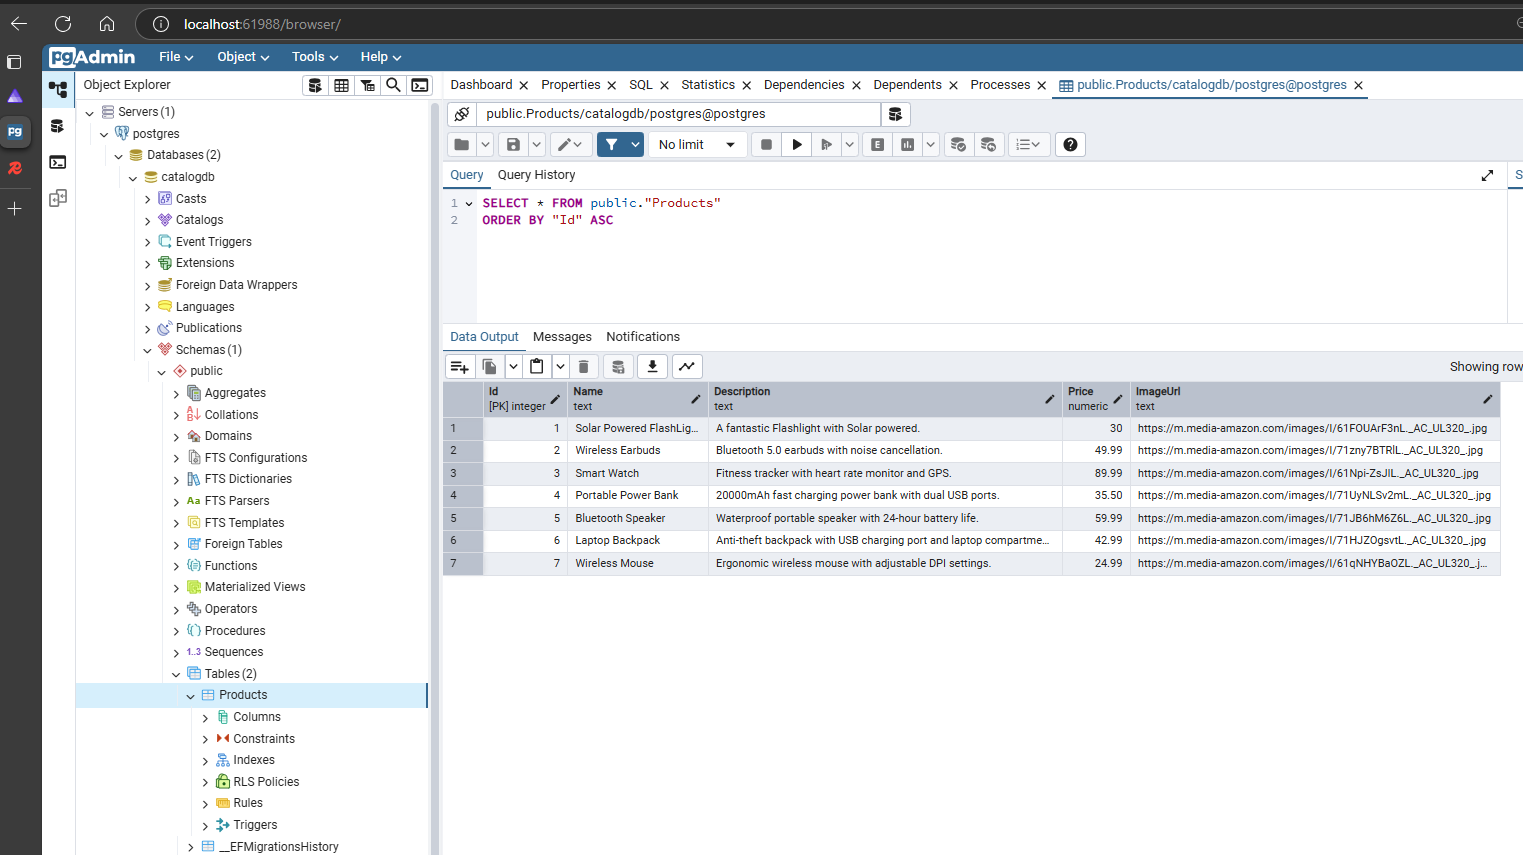 localhost:61988/browser/
pgAdmin File Object Tools Help
Object Explorer
Dashboard Properties SQL Statistics Dependencies Dependents Processes public.Products/catalogdb/postgres@postgres
pg
public.Products/catalogdb/postgres@postgres
No limit
E
Query Query History
S
1 SELECT * FROM public."Products"
2 ORDER BY "Id" ASC
Servers (1)
postgres
Databases (2)
catalogdb
Casts
Catalogs
Event Triggers
Extensions
Foreign Data Wrappers
Languages
Publications
Schemas (1)
public
Aggregates
Collations
Domains
FTS Configurations
FTS Dictionaries
Aa FTS Parsers
FTS Templates
Foreign Tables
Functions
Materialized Views
Operators
Procedures
1..3 Sequences
Tables (2)
Products
Columns
Constraints
Indexes
RLS Policies
Rules
Triggers
__EFMigrationsHistory
Data Output Messages Notifications
Showing row
Id Name Description Price ImageUrl
[PK] integer text text numeric text
1 1 Solar Powered FlashLig... A fantastic Flashlight with Solar powered. 30 https://m.media-amazon.com/images/I/61FOUArF3nL._AC_UL320_.jpg
2 2 Wireless Earbuds Bluetooth 5.0 earbuds with noise cancellation. 49.99 https://m.media-amazon.com/images/I/71zny7BTRlL._AC_UL320_.jpg
3 3 Smart Watch Fitness tracker with heart rate monitor and GPS. 89.99 https://m.media-amazon.com/images/I/61Npi-ZsJIL._AC_UL320_.jpg
4 4 Portable Power Bank 20000mAh fast charging power bank with dual USB ports. 35.50 https://m.media-amazon.com/images/I/71UyNLSv2mL._AC_UL320_.jpg
5 5 Bluetooth Speaker Waterproof portable speaker with 24-hour battery life. 59.99 https://m.media-amazon.com/images/I/71JB6hM6Z6L._AC_UL320_.jpg
6 6 Laptop Backpack Anti-theft backpack with USB charging port and laptop compartme... 42.99 https://m.media-amazon.com/images/I/71HJZOgsvtL._AC_UL320_.jpg
7 7 Wireless Mouse Ergonomic wireless mouse with adjustable DPI settings. 24.99 https://m.media-amazon.com/images/I/61qNHYBaOZL._AC_UL320_.j...